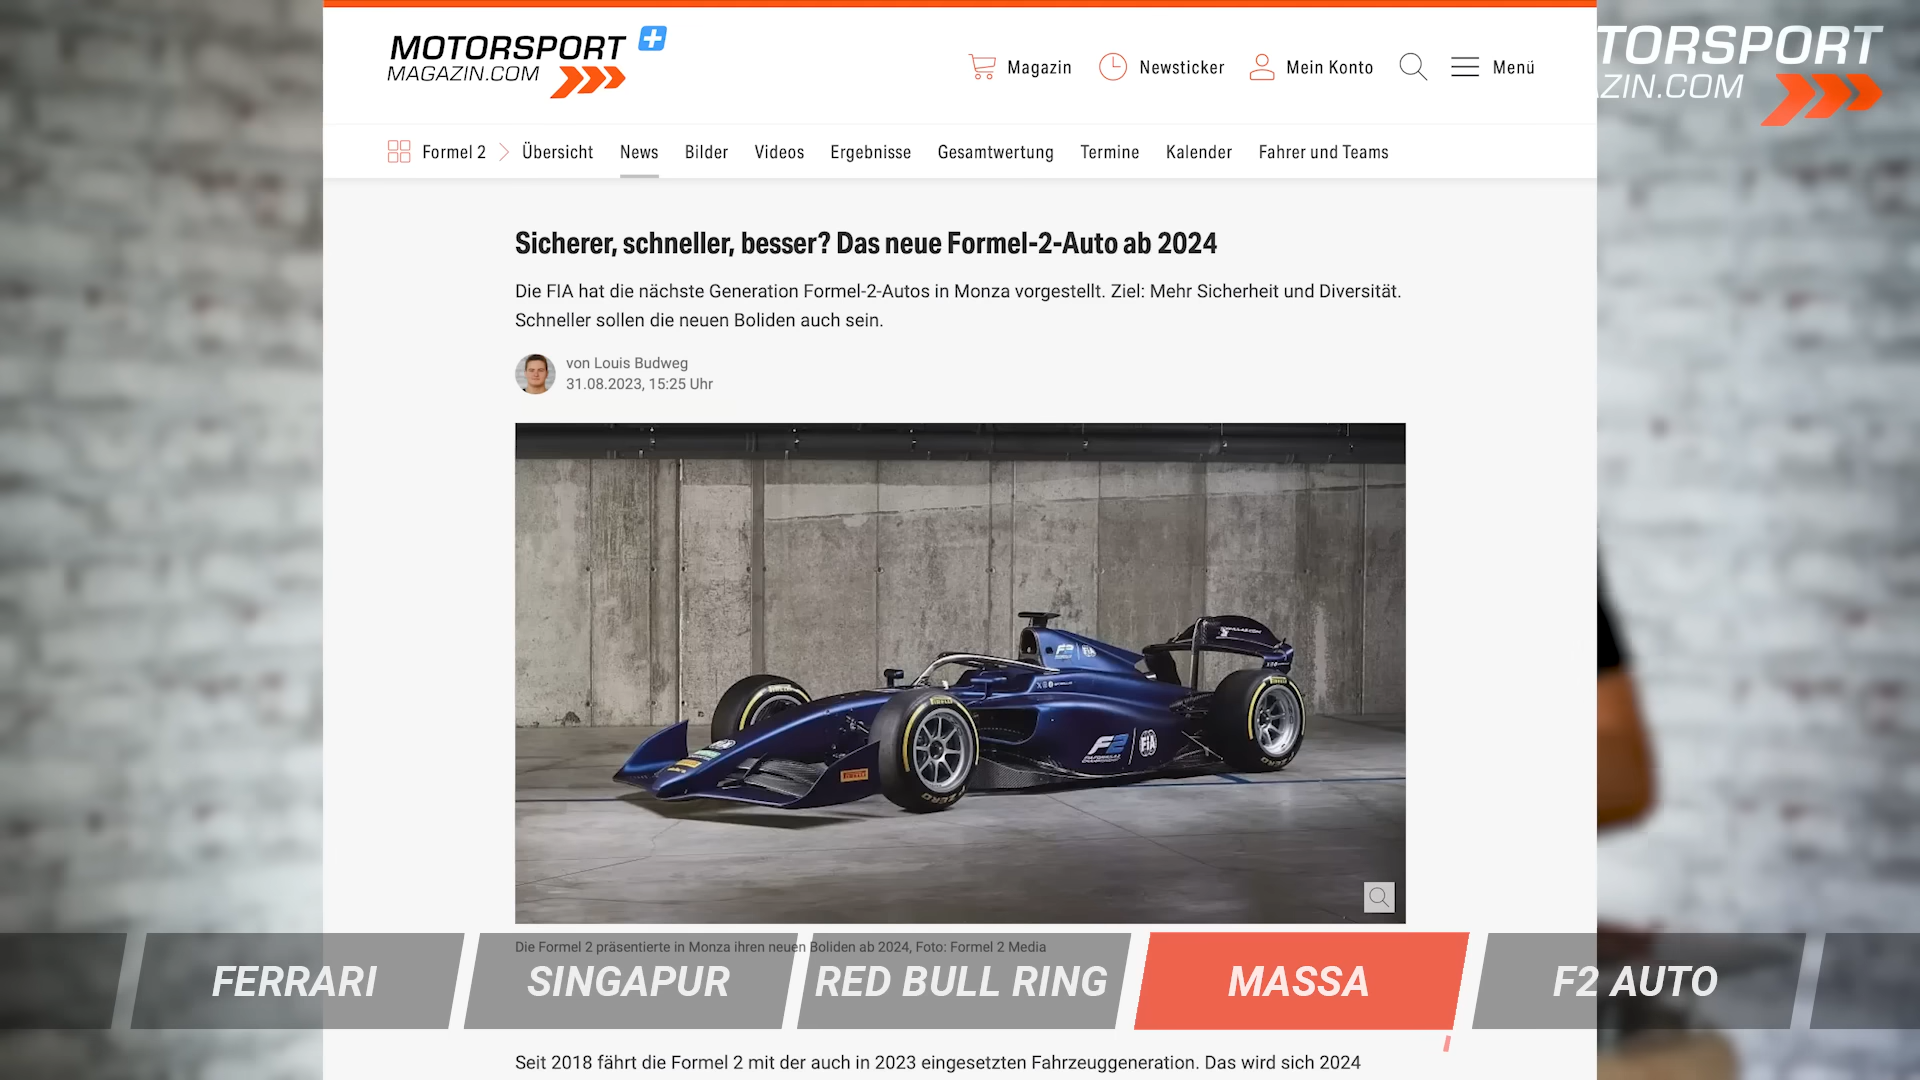 MOTORSPORT
MAGAZIN.COM
Magazin
Newsticker
Mein Konto
Menü
TORSPORT
ZIN.COM
Formel 2
Übersicht
News
Bilder
Videos
Ergebnisse
Gesamtwertung
Termine
Kalender
Fahrer und Teams
Sicherer, schneller, besser? Das neue Formel-2-Auto ab 2024
Die FIA hat die nächste Generation Formel-2-Autos in Monza vorgestellt. Ziel: Mehr Sicherheit und Diversität.
Schneller sollen die neuen Boliden auch sein.
von Louis Budweg
31.08.2023, 15:25 Uhr
F2
FIA
PIRELLI
P ZERO
Die Formel 2 präsentierte in Monza ihren neuen Boliden ab 2024, Foto: Formel 2 Media
FERRARI
SINGAPUR
RED BULL RING
MASSA
F2 AUTO
Seit 2018 fährt die Formel 2 mit der auch in 2023 eingesetzten Fahrzeuggeneration. Das wird sich 2024